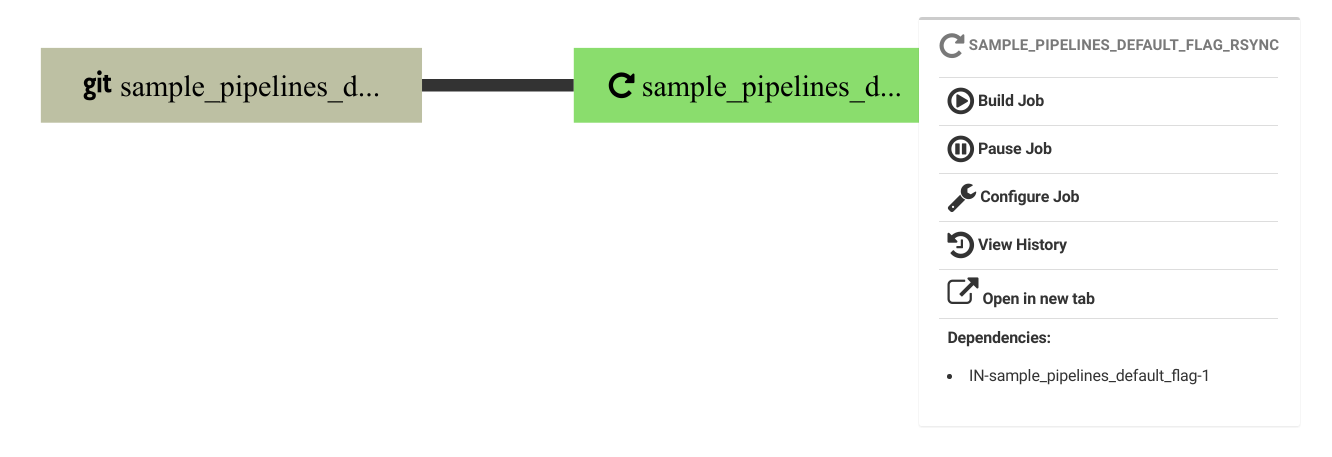 git sample_pipelines_d...
sample_pipelines_d...
SAMPLE_PIPELINES_DEFAULT_FLAG_RSYNC
Build Job
Pause Job
Configure Job
View History
Open in new tab
Dependencies:
• IN-sample_pipelines_default_flag-1